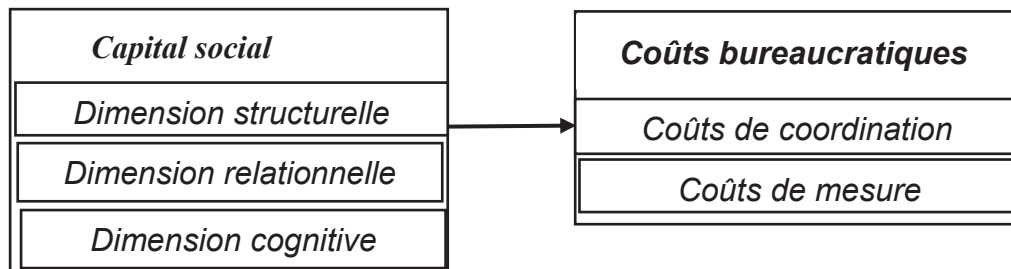 Capital social
Dimension structurelle
Dimension relationnelle
Dimension cognitive
Coûts bureaucratiques
Coûts de coordination
Coûts de mesure